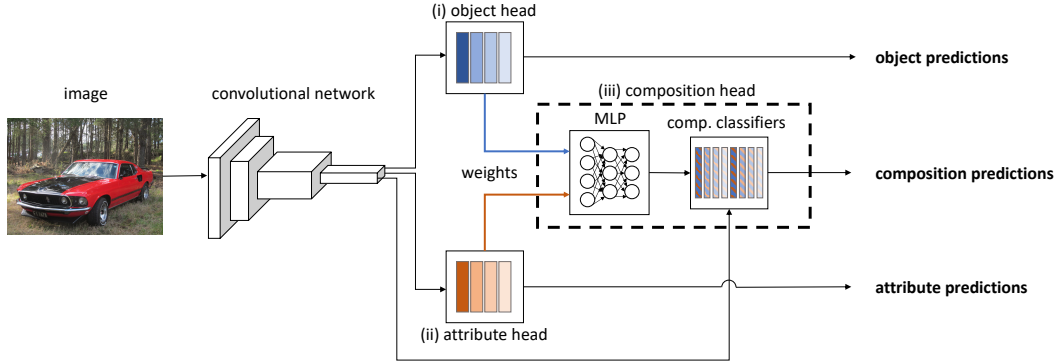 (i) object head
object predictions
image
convolutional network
(iii) composition head
MLP
comp. classifiers
weights
composition predictions
attribute predictions
(ii) attribute head